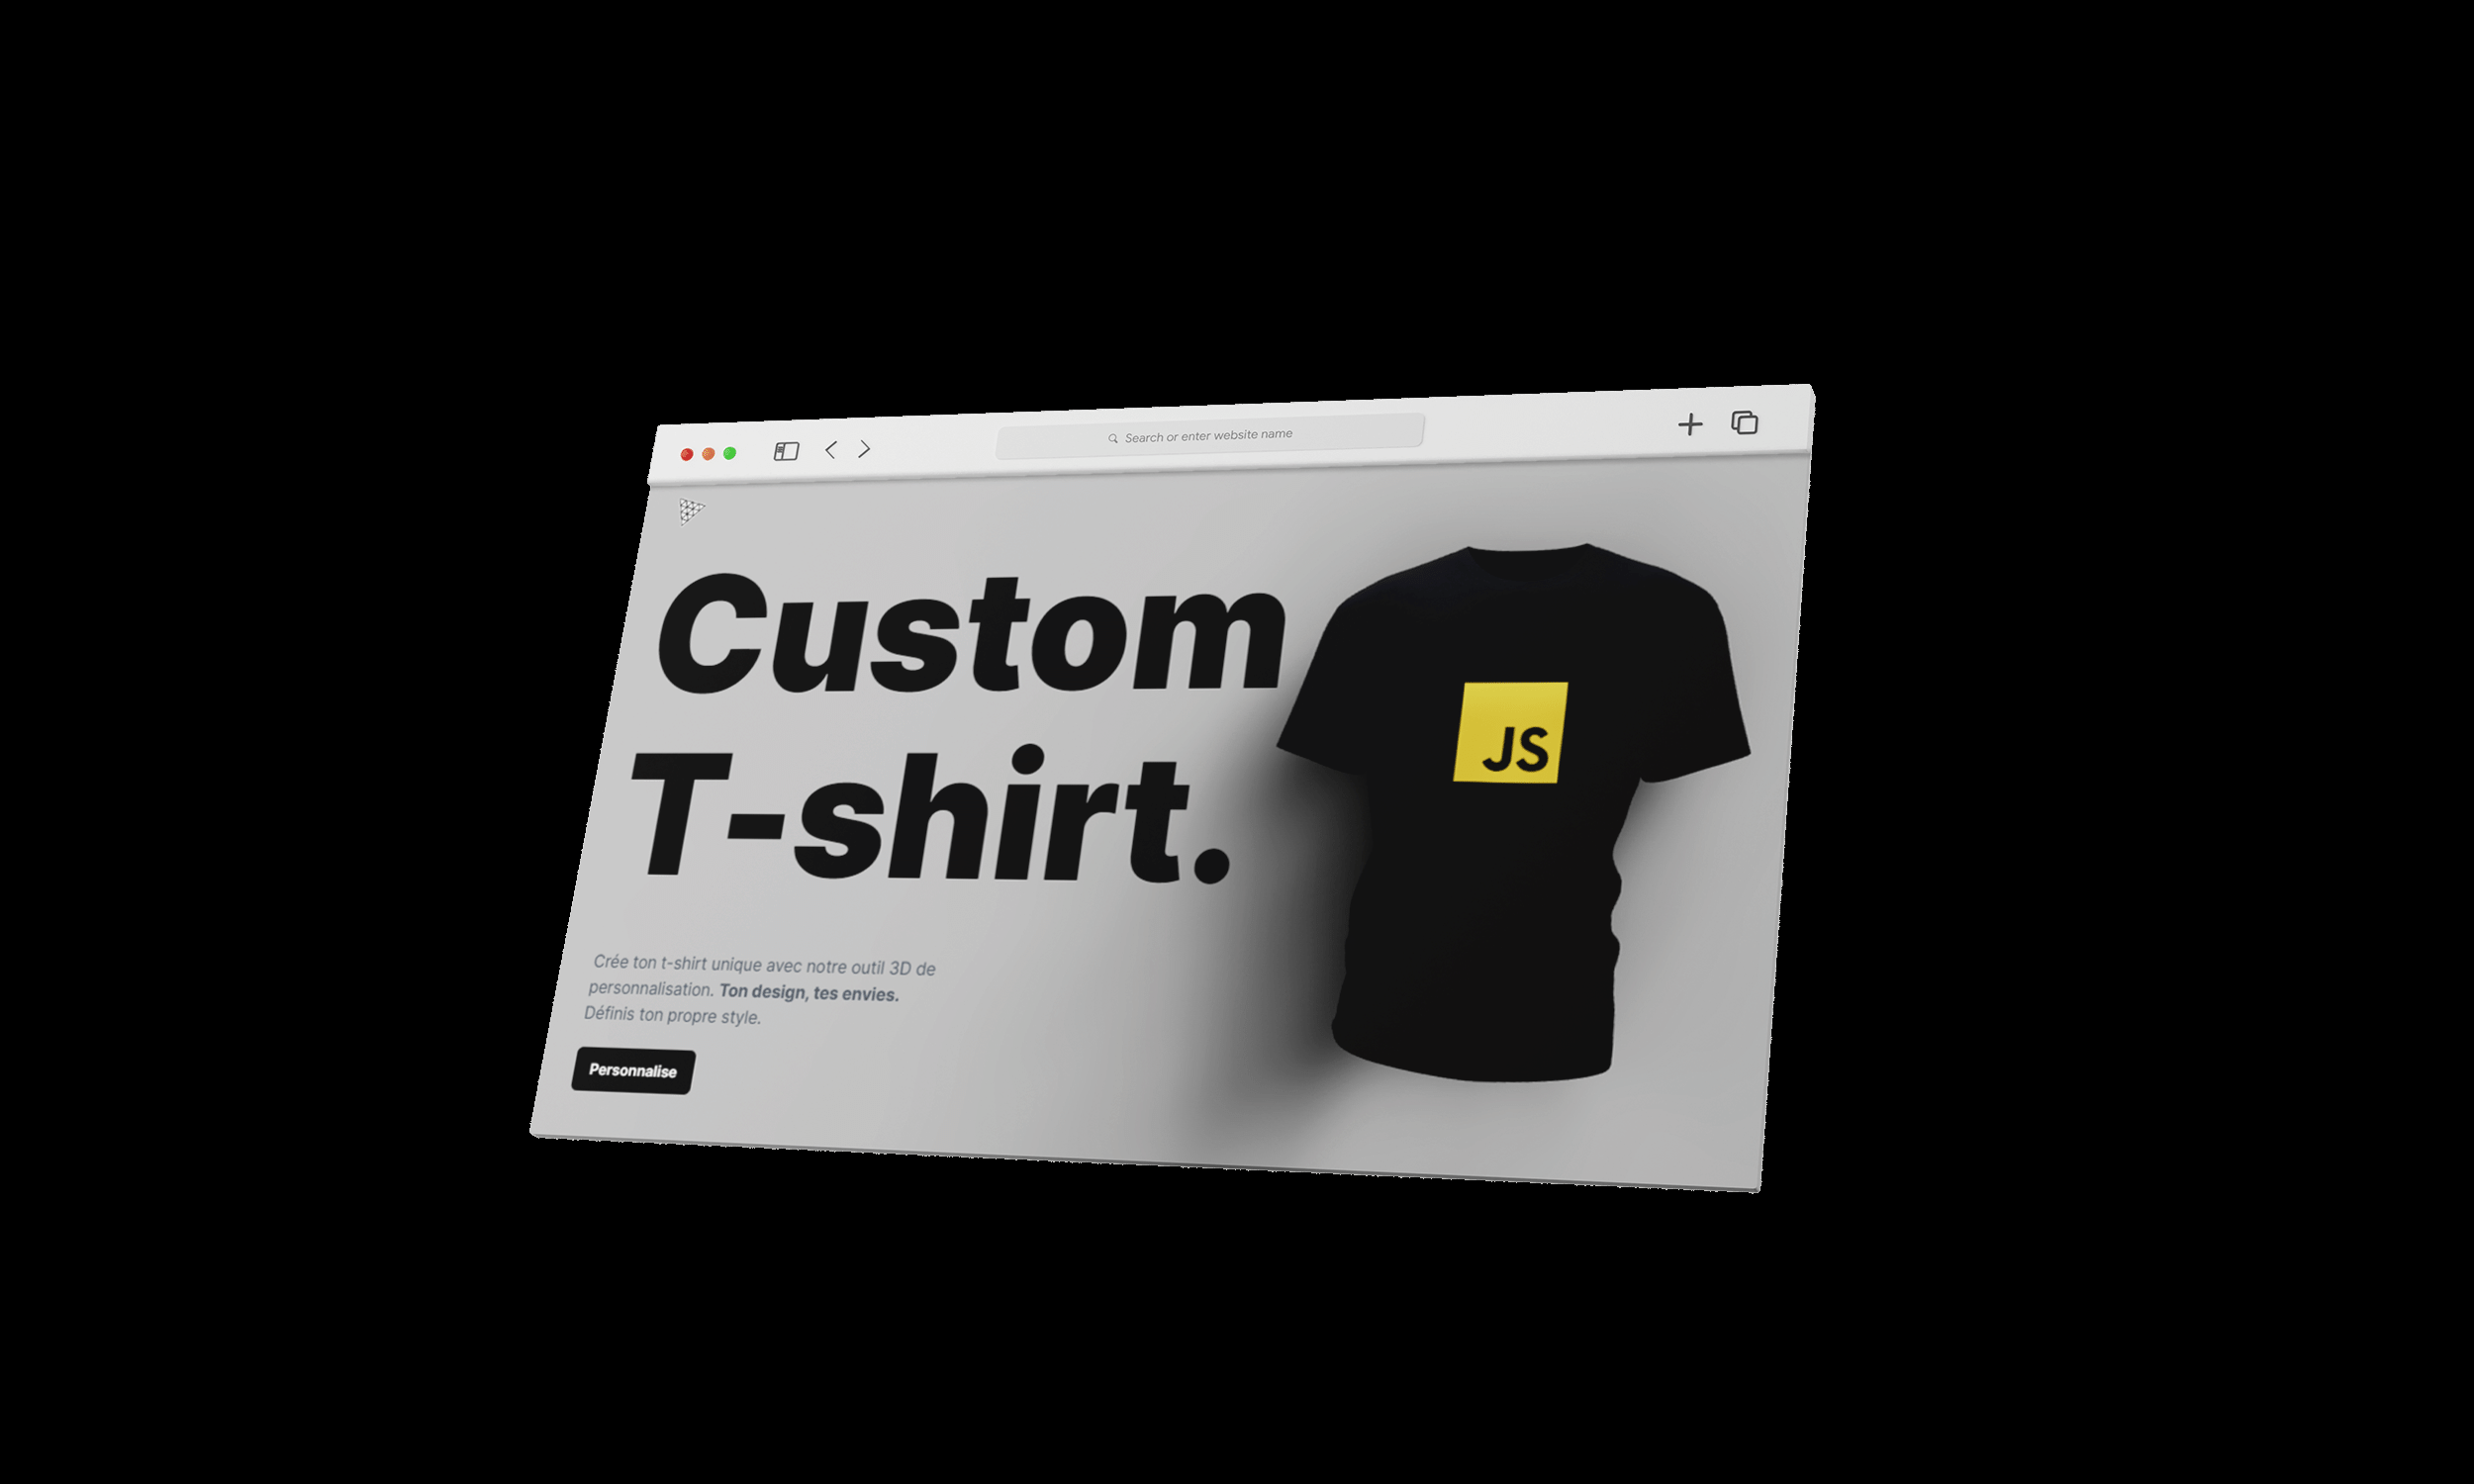 Search or enter website name
Custom
T-shirt.
JS
Crée ton t-shirt unique avec notre outil 3D de
personnalisation. Ton design, tes envies.
Définis ton propre style.
Personnalise